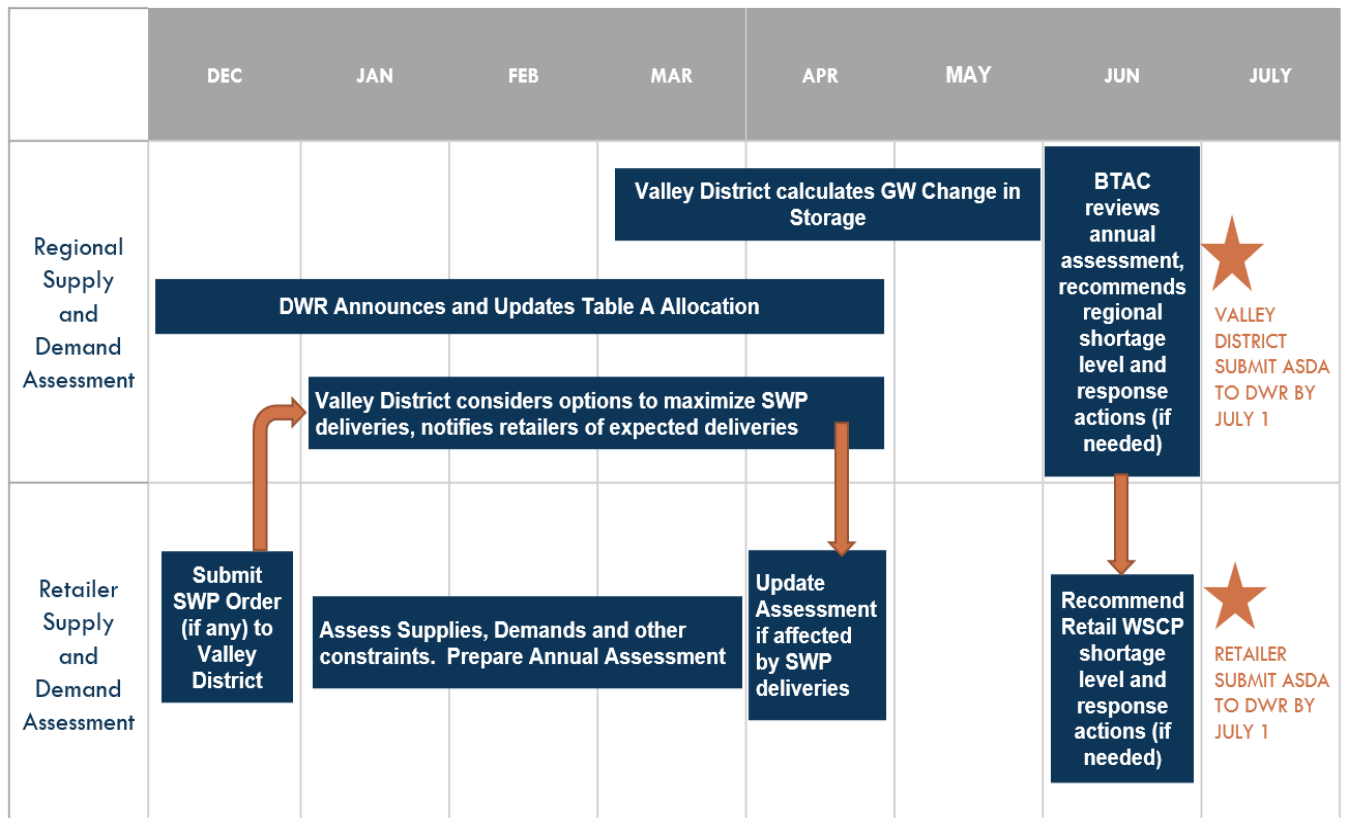 DEC JAN FEB MAR APR MAY JUN JULY
Regional
Supply
and
Demand
Assessment
Valley District calculates GW Change in
Storage
DWR Announces and Updates Table A Allocation
Valley District considers options to maximize SWP
deliveries, notifies retailers of expected deliveries
BTAC
reviews
annual
assessment,
recommends
regional
shortage
level and
response
actions (if
needed)
VALLEY
DISTRICT
SUBMIT ASDA
TO DWR BY
JULY 1
Retailer
Supply
and
Demand
Assessment
Submit
SWP Order
(if any) to
Valley
District
Assess Supplies, Demands and other
constraints.  Prepare Annual Assessment
Update
Assessment
if affected
by SWP
deliveries
Recommend
Retail WSCP
shortage
level and
response
actions (if
needed)
RETAILER
SUBMIT ASDA
TO DWR BY
JULY 1